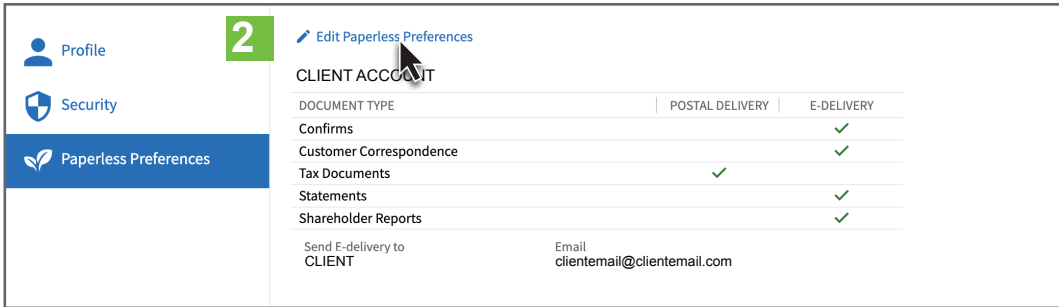 Profile
Security
Paperless Preferences
2
Edit Paperless Preferences
CLIENT ACCOUNT
DOCUMENT TYPE POSTAL DELIVERY E-DELIVERY
Confirms
Customer Correspondence
Tax Documents
Statements
Shareholder Reports
Send E-delivery to Email
CLIENT clientemail@clientemail.com